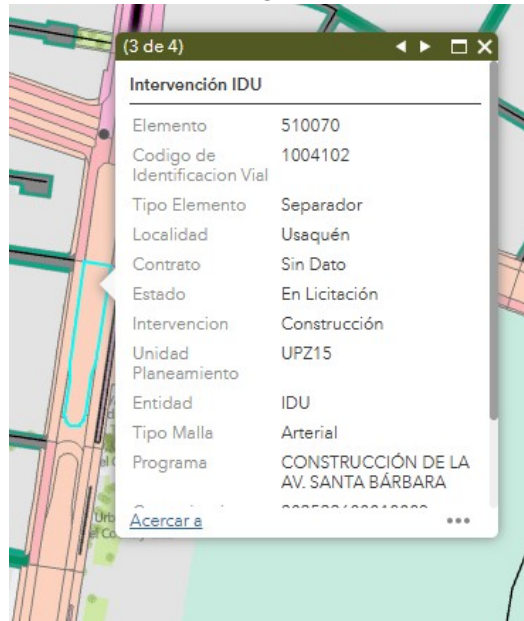 (3 de 4)
Intervención IDU
Elemento 510070
Codigo de Identificacion Vial 1004102
Tipo Elemento Separador
Localidad Usaquén
Contrato Sin Dato
Estado En Licitación
Intervencion Construcción
Unidad Planeamiento UPZ15
Entidad IDU
Tipo Malla Arterial
Programa CONSTRUCCIÓN DE LA
AV. SANTA BÁRBARA
Acercar a